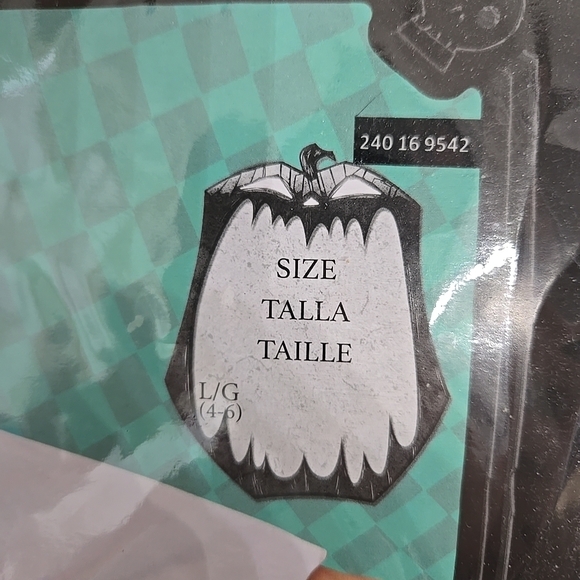 240 16 9542
SIZE
TALLA
TAILLE
L/G
(4-6)